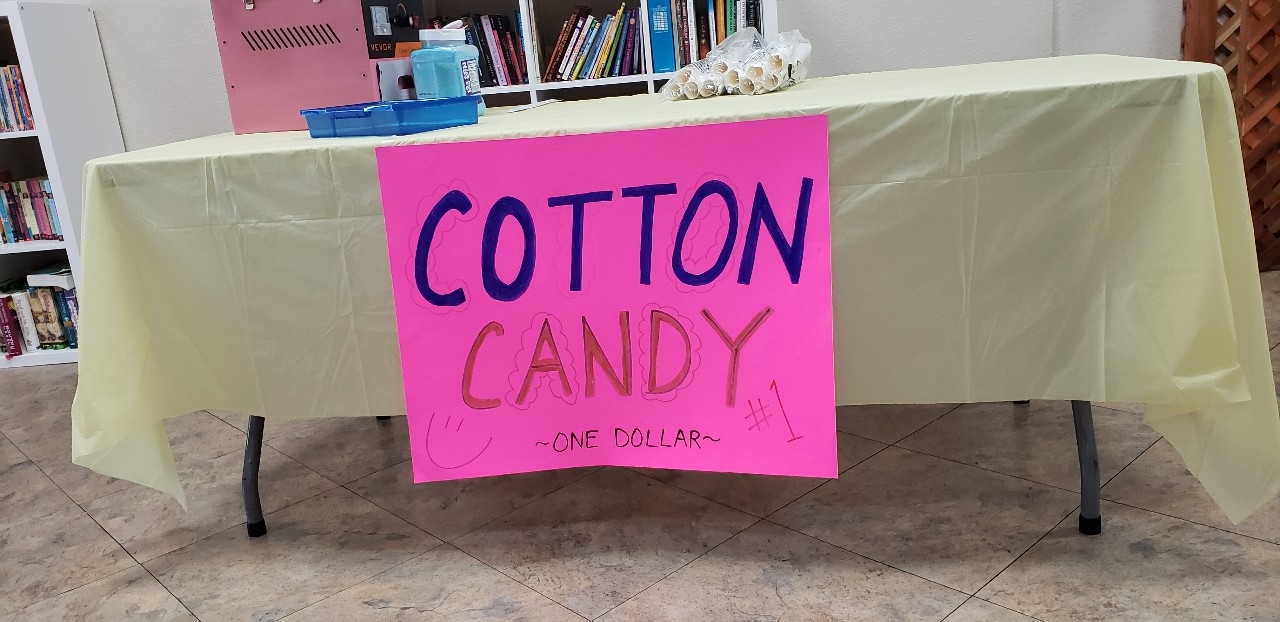 VEVOR
COTTON
CANDY
#1
~ONE DOLLAR~